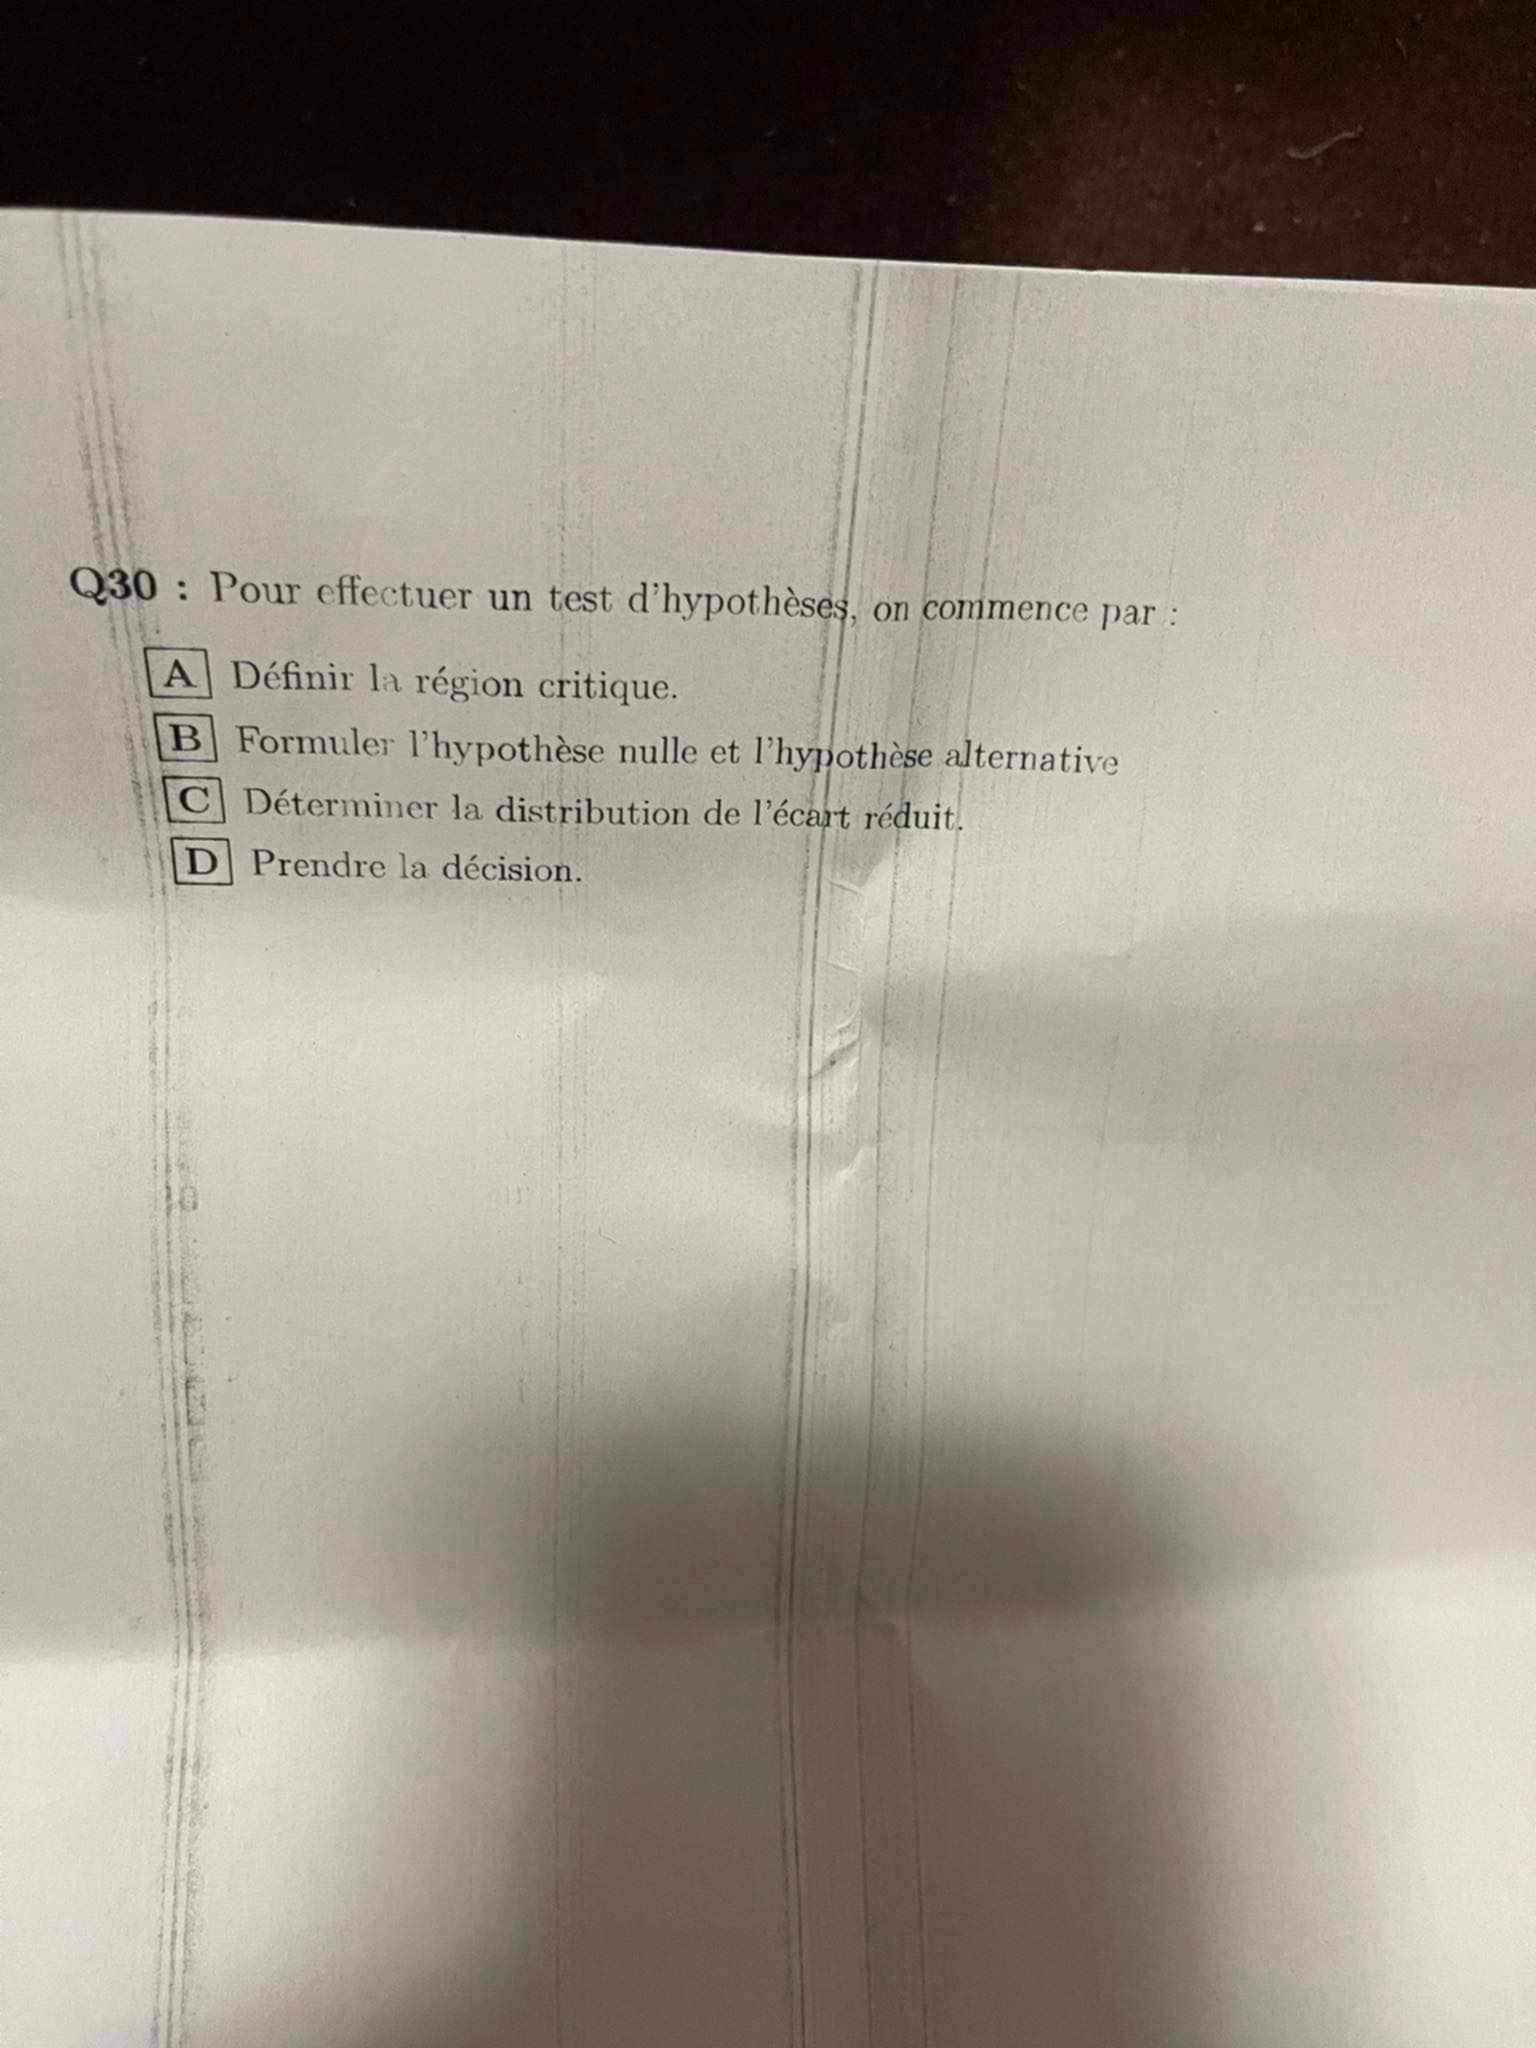 Q30 : Pour effectuer un test d'hypothèses, on commence par :
A Définir la région critique.
B Formuler l'hypothèse nulle et l'hypothèse alternative
C Déterminer la distribution de l'écart réduit.
D Prendre la décision.